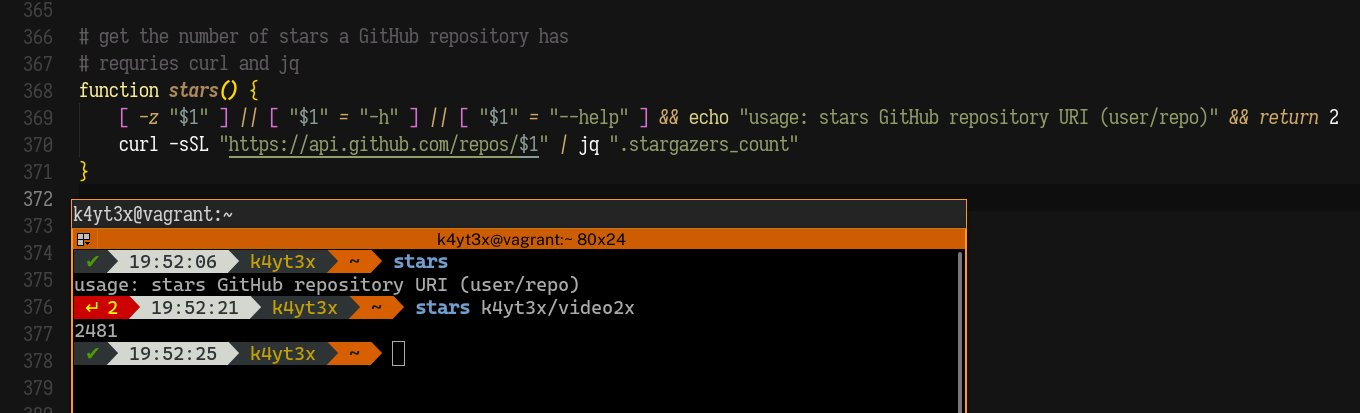 365
366 # get the number of stars a GitHub repository has
367 # requries curl and jq
368 function stars() {
369 [ -z "$1" ] || [ "$1" = "-h" ] || [ "$1" = "--help" ] && echo "usage: stars GitHub repository URI (user/repo)" && return 2
370 curl -sSL "https://api.github.com/repos/$1" | jq ".stargazers_count"
371 }
372
373 k4yt3x@vagrant:~
k4yt3x@vagrant:~ 80x24
374 ✔ 19:52:06 k4yt3x ~ stars
375 usage: stars GitHub repository URI (user/repo)
376 ↵ 2 19:52:21 k4yt3x ~ stars k4yt3x/video2x
377 2481
378 ✔ 19:52:25 k4yt3x ~
379